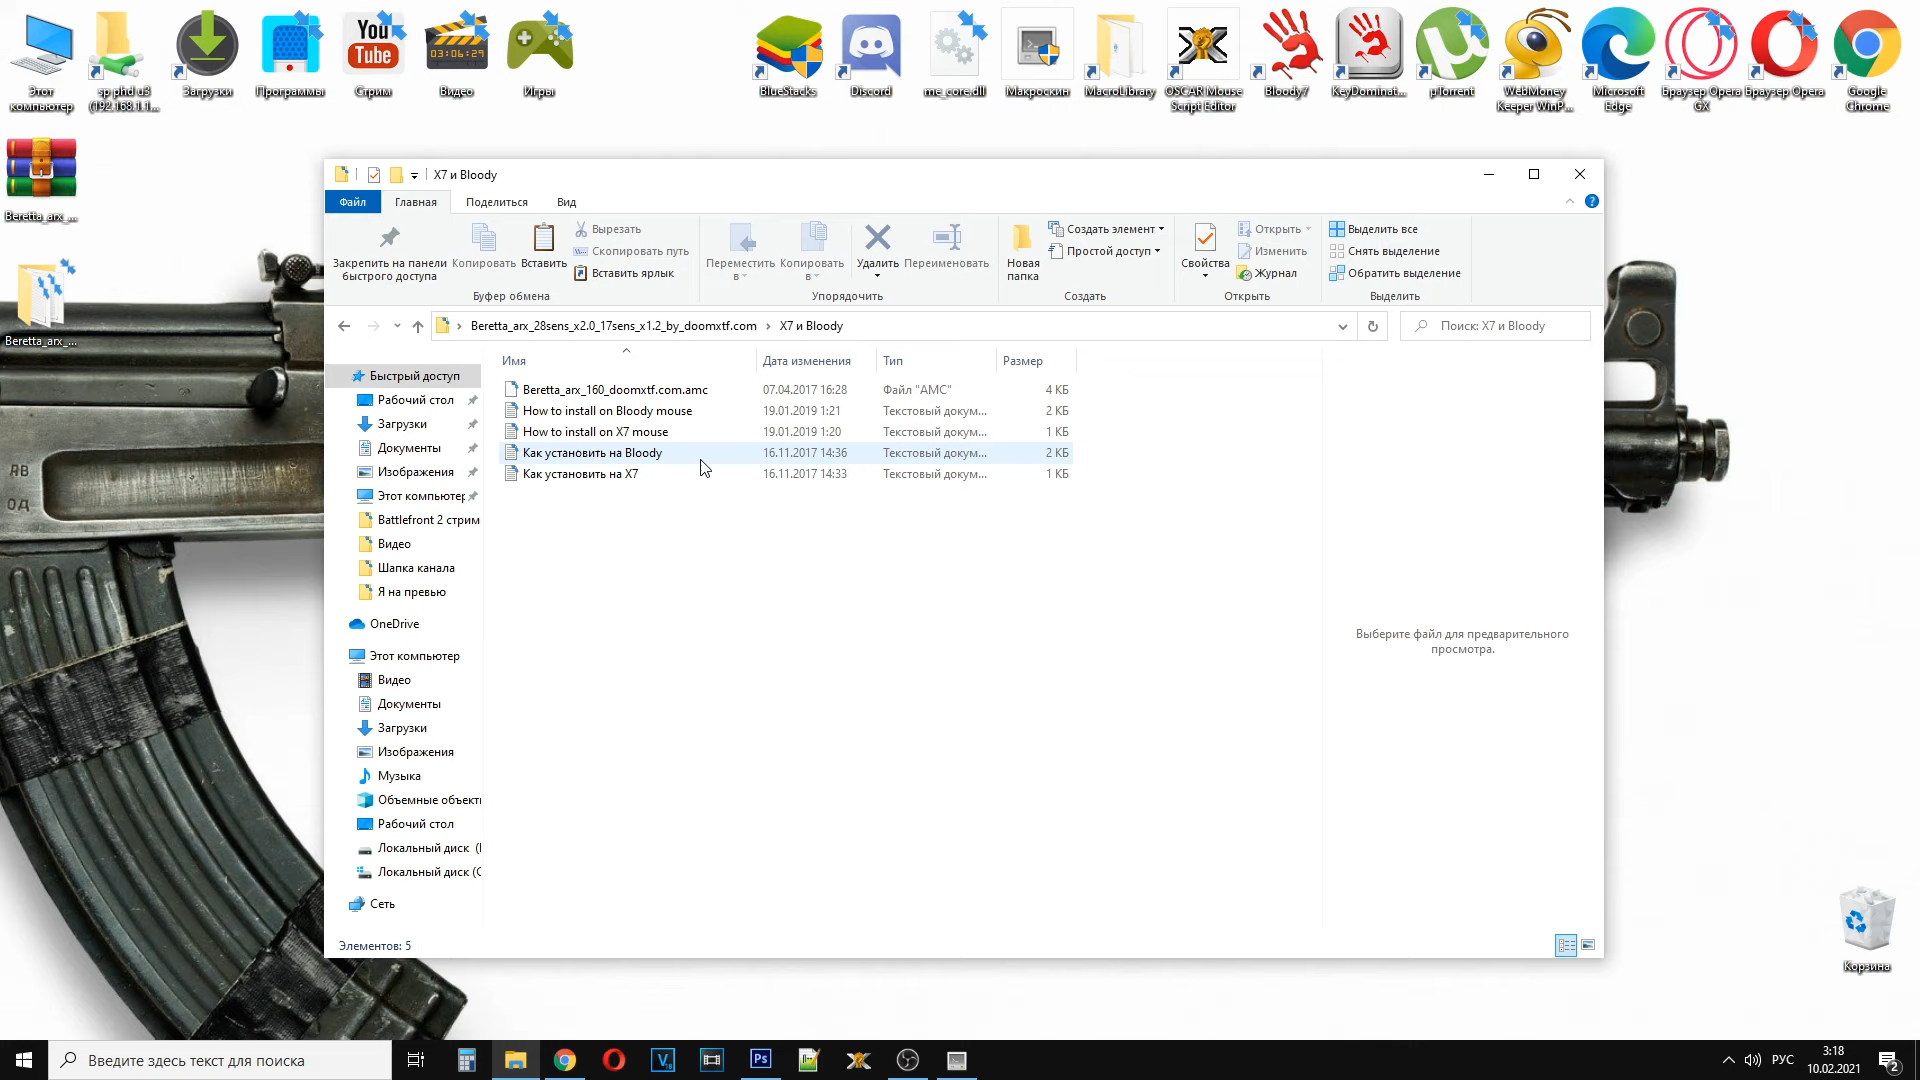 You
Tube
03:06:29
Этот
компьютер
sp phd u3
(192.168.1.1...
Загрузки
Программы
Стрим
Видео
Игры
BlueStacks
Discord
me_core.dll
Макроскин
MacroLibrary
OSCAR Mouse
Script Editor
Bloody7
KeyDominat...
µTorrent
WebMoney
Keeper WinP...
Microsoft
Edge
Браузер Opera
GX
Браузер Opera
Google
Chrome
Beretta_arx_...
Beretta_arx_...
X7 и Bloody
Файл
Главная
Поделиться
Вид
Закрепить на панели
быстрого доступа
Копировать
Вставить
Вырезать
Скопировать путь
Вставить ярлык
Буфер обмена
Переместить
в
Копировать
в
Удалить
Переименовать
Упорядочить
Новая
папка
Создать элемент
Простой доступ
Создать
Свойства
Открыть
Изменить
Журнал
Открыть
Выделить все
Снять выделение
Обратить выделение
Выделить
Beretta_arx_28sens_x2.0_17sens_x1.2_by_doomxtf.com › X7 и Bloody
Поиск: X7 и Bloody
Имя Дата изменения Тип Размер
Beretta_arx_160_doomxtf.com.amc 07.04.2017 16:28 Файл "AMC" 4 КБ
How to install on Bloody mouse 19.01.2019 1:21 Текстовый докум... 2 КБ
How to install on X7 mouse 19.01.2019 1:20 Текстовый докум... 1 КБ
Как установить на Bloody 16.11.2017 14:36 Текстовый докум... 2 КБ
Как установить на X7 16.11.2017 14:33 Текстовый докум... 1 КБ
Быстрый доступ
Рабочий стол
Загрузки
Документы
Изображения
Этот компьютер
Battlefront 2 стрим
Видео
Шапка канала
Я на превью
OneDrive
Этот компьютер
Видео
Документы
Загрузки
Изображения
Музыка
Объемные объекты
Рабочий стол
Локальный диск (
Локальный диск (C
Сеть
Выберите файл для предварительного
просмотра.
Элементов: 5
АВ
ОД
Корзина
Введите здесь текст для поиска
Ps
РУС
3:18
10.02.2021
2